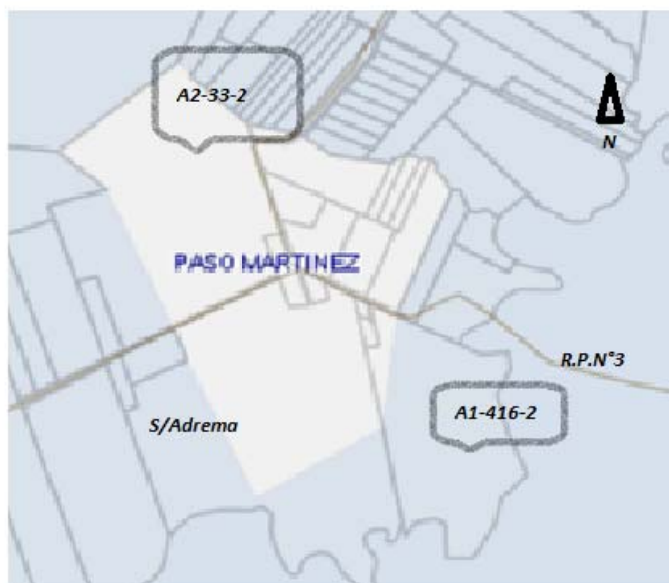 A2-33-2
N
PASO MARTINEZ
R.P.N°3
A1-416-2
S/Adrema